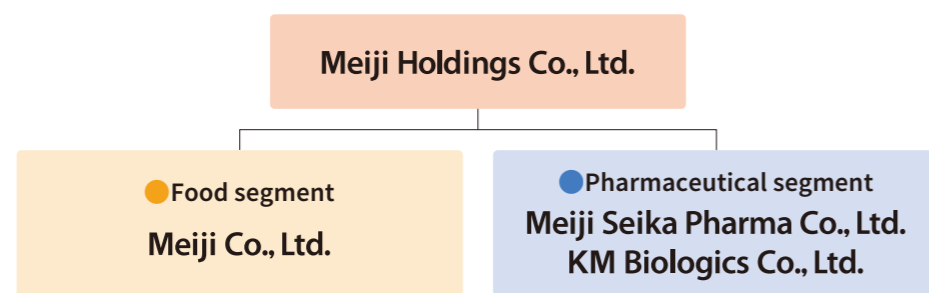 Meiji Holdings Co., Ltd.
Food segment
Meiji Co., Ltd.
Pharmaceutical segment
Meiji Seika Pharma Co., Ltd.
KM Biologics Co., Ltd.